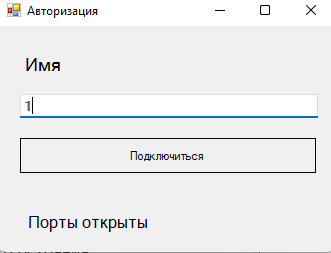 Авторизация
Имя
1
Подключиться
Порты открыты